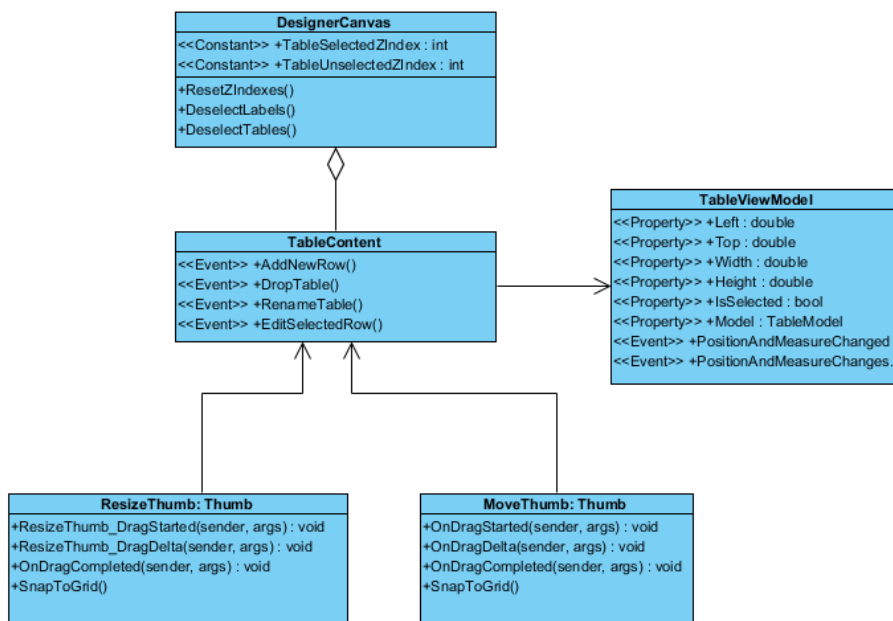 DesignerCanvas
<<Constant>> +TableSelectedZIndex : int
<<Constant>> +TableUnselectedZIndex : int
+ResetZIndexes()
+DeselectLabels()
+DeselectTables()
TableContent
<<Event>> +AddNewRow()
<<Event>> +DropTable()
<<Event>> +RenameTable()
<<Event>> +EditSelectedRow()
TableViewModel
<<Property>> +Left : double
<<Property>> +Top : double
<<Property>> +Width : double
<<Property>> +Height : double
<<Property>> +IsSelected : bool
<<Property>> +Model : TableModel
<<Event>> +PositionAndMeasureChanged
<<Event>> +PositionAndMeasureChanges.
ResizeThumb: Thumb
+ResizeThumb_DragStarted(sender, args) : void
+ResizeThumb_DragDelta(sender, args) : void
+OnDragCompleted(sender, args) : void
+SnapToGrid()
MoveThumb: Thumb
+OnDragStarted(sender, args) : void
+OnDragDelta(sender, args) : void
+OnDragCompleted(sender, args) : void
+SnapToGrid()